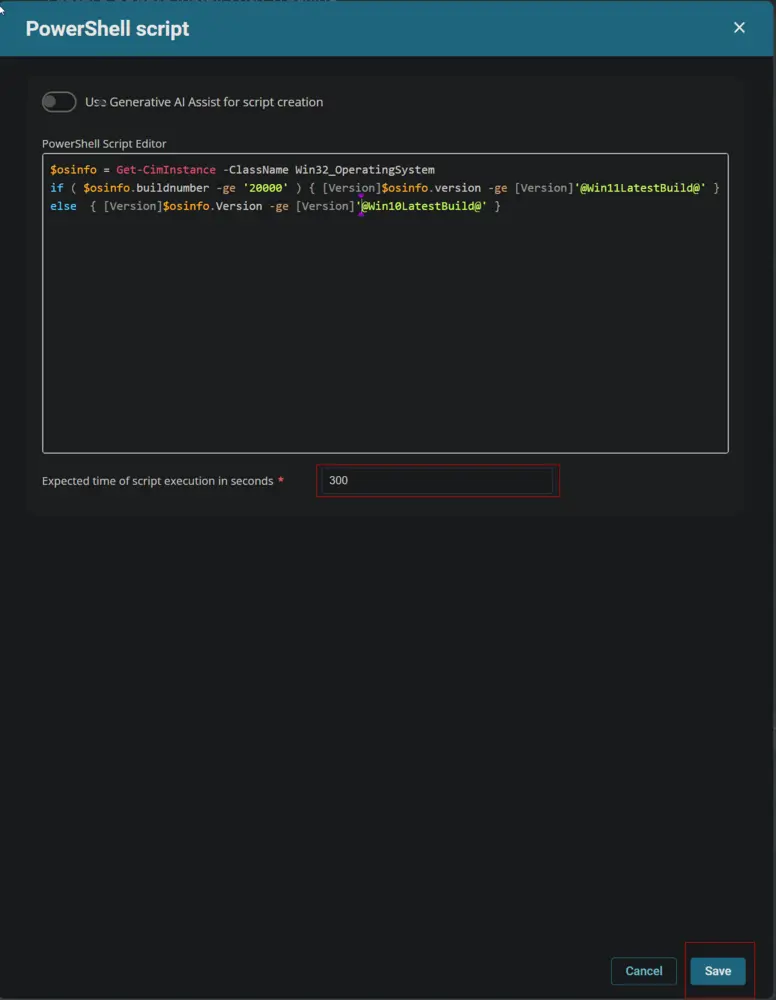 PowerShell script
Use Generative AI Assist for script creation
PowerShell Script Editor
$osinfo = Get-CimInstance -ClassName Win32_OperatingSystem
if ( $osinfo.buildnumber -ge '20000' ) { [Version]$osinfo.version -ge [Version]'@Win11LatestBuild@' }
else  { [Version]$osinfo.Version -ge [Version]'@Win10LatestBuild@' }
Expected time of script execution in seconds * 300
Cancel Save